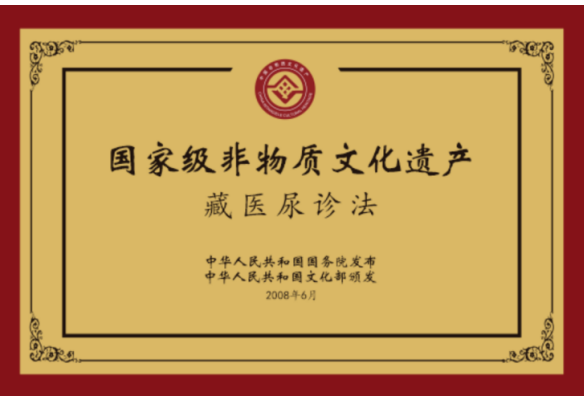 国家级非物质文化遗产
藏医尿诊法
中华人民共和国国务院发布
中华人民共和国文化部颁发
2008年6月